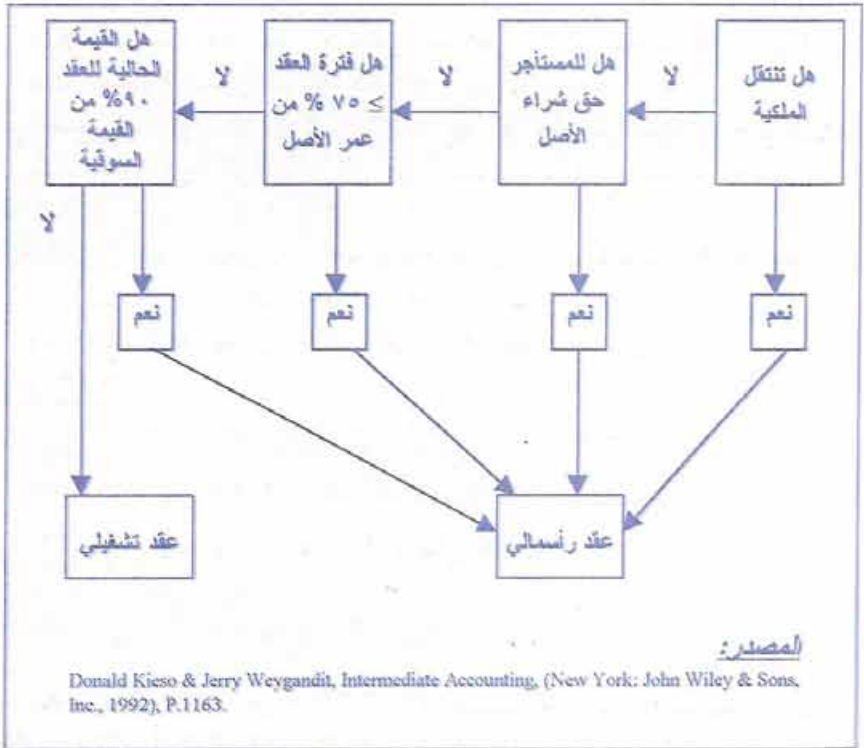 هل تنتقل
الملكية
لا
هل للمستأجر
حق شراء
الأصل
لا
هل فترة العقد
≥ ٧٥ % من
عمر الأصل
لا
هل القيمة
الحالية للعقد
٩٠% من
القيمة
السوقية
لا
نعم
نعم
نعم
نعم
عقد رأسمالي
عقد تشغيلي
المصدر:
Donald Kieso & Jerry Weygandit, Intermediate Accounting, (New York: John Wiley & Sons,
Inc., 1992), P.1163.